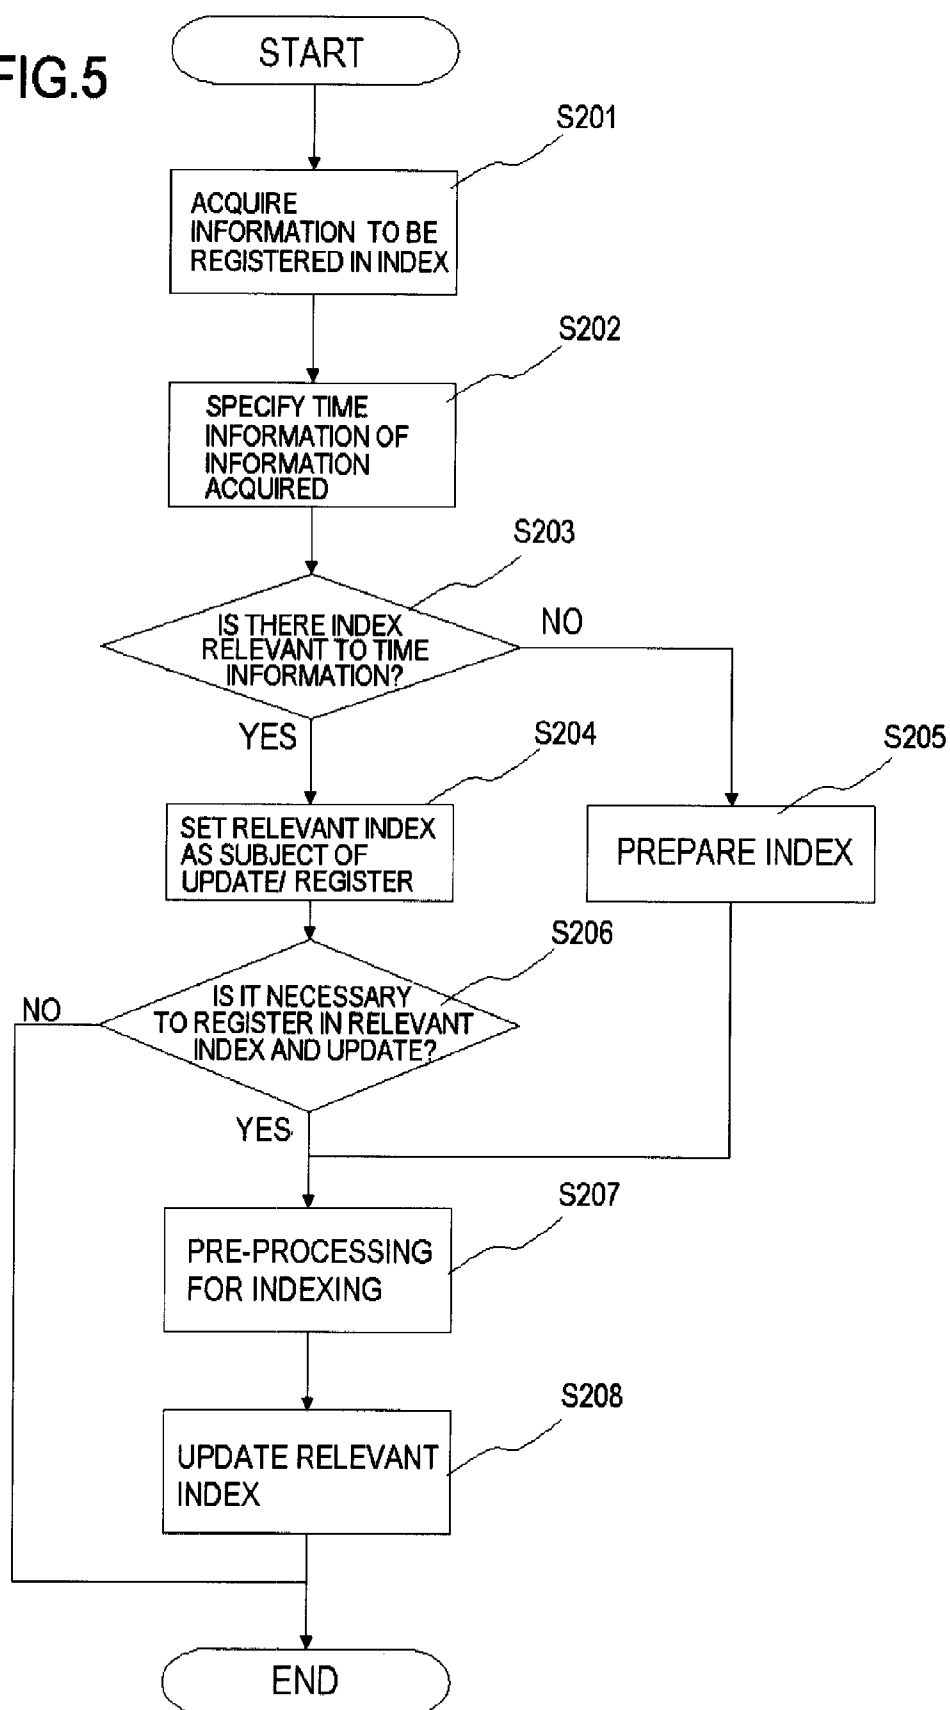 FIG.5
START
S201
ACQUIRE
INFORMATION TO BE
REGISTERED IN INDEX
S202
SPECIFY TIME
INFORMATION OF
INFORMATION
ACQUIRED
S203
IS THERE INDEX
RELEVANT TO TIME
INFORMATION?
NO
YES
S204
S205
SET RELEVANT INDEX
AS SUBJECT OF
UPDATE/ REGISTER
PREPARE INDEX
S206
IS IT NECESSARY
TO REGISTER IN RELEVANT
INDEX AND UPDATE?
NO
YES
S207
PRE-PROCESSING
FOR INDEXING
S208
UPDATE RELEVANT
INDEX
END